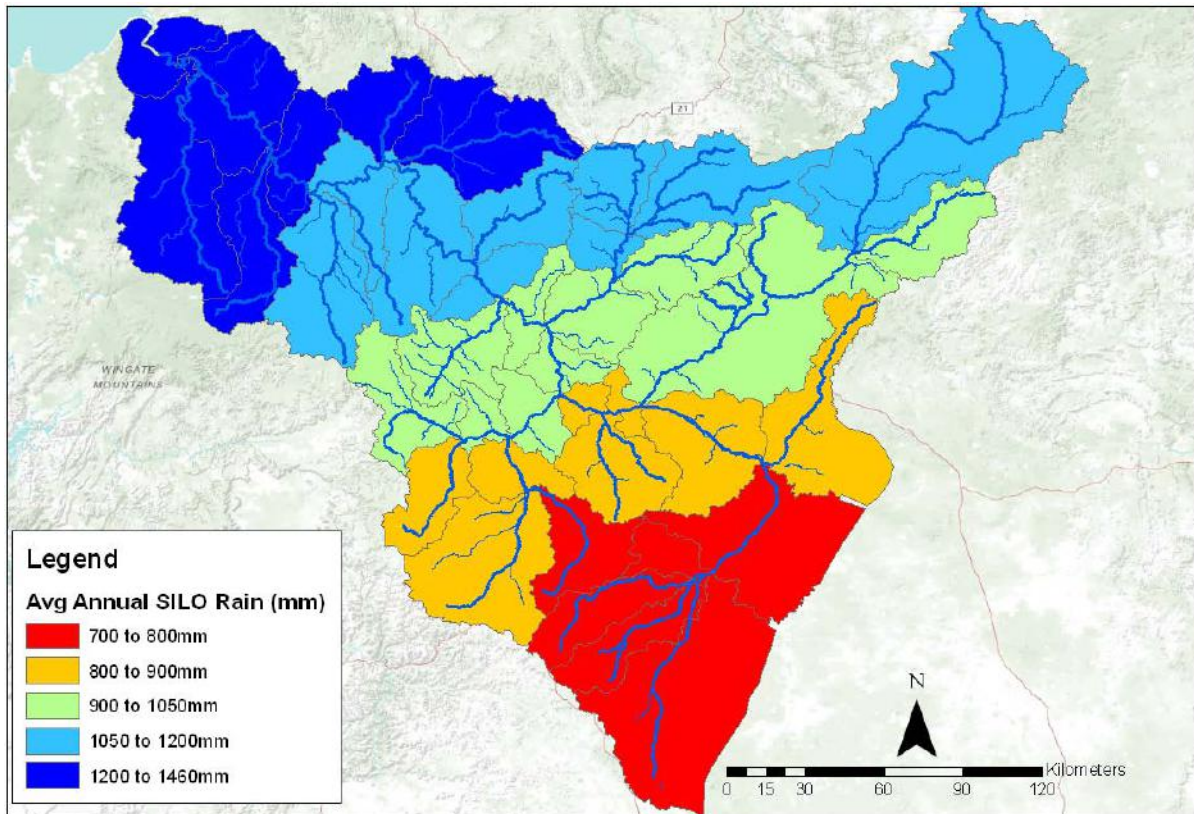 21
WINGATE
MOUNTAINS
Legend
Avg Annual SILO Rain (mm)
700 to 800mm
800 to 900mm
900 to 1050mm
1050 to 1200mm
1200 to 1460mm
N
Kilometers
0 15 30 60 90 120